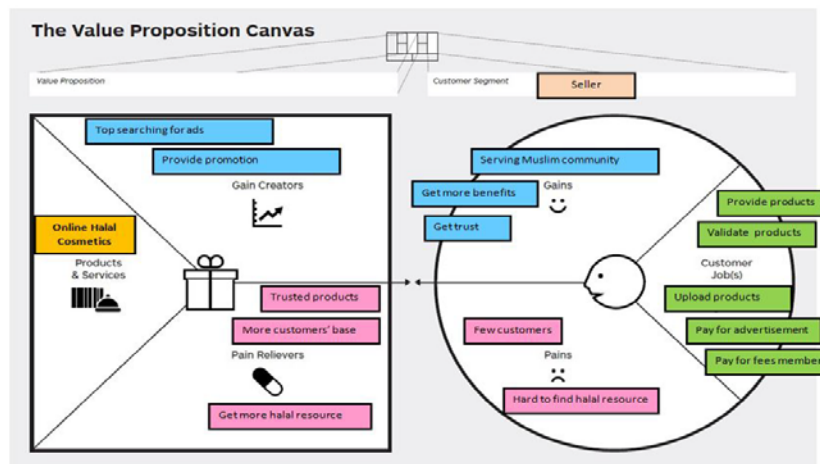 The Value Proposition Canvas
Value Proposition
Customer Segment
Seller
Top searching for ads
Provide promotion
Gain Creators
Online Halal
Cosmetics
Products
& Services
Trusted products
More customers' base
Pain Relievers
Get more halal resource
Serving Muslim community
Get more benefits
Gains
Get trust
Provide products
Validate products
Customer
Job(s)
Upload products
Pay for advertisement
Pay for fees member
Few customers
Pains
Hard to find halal resource